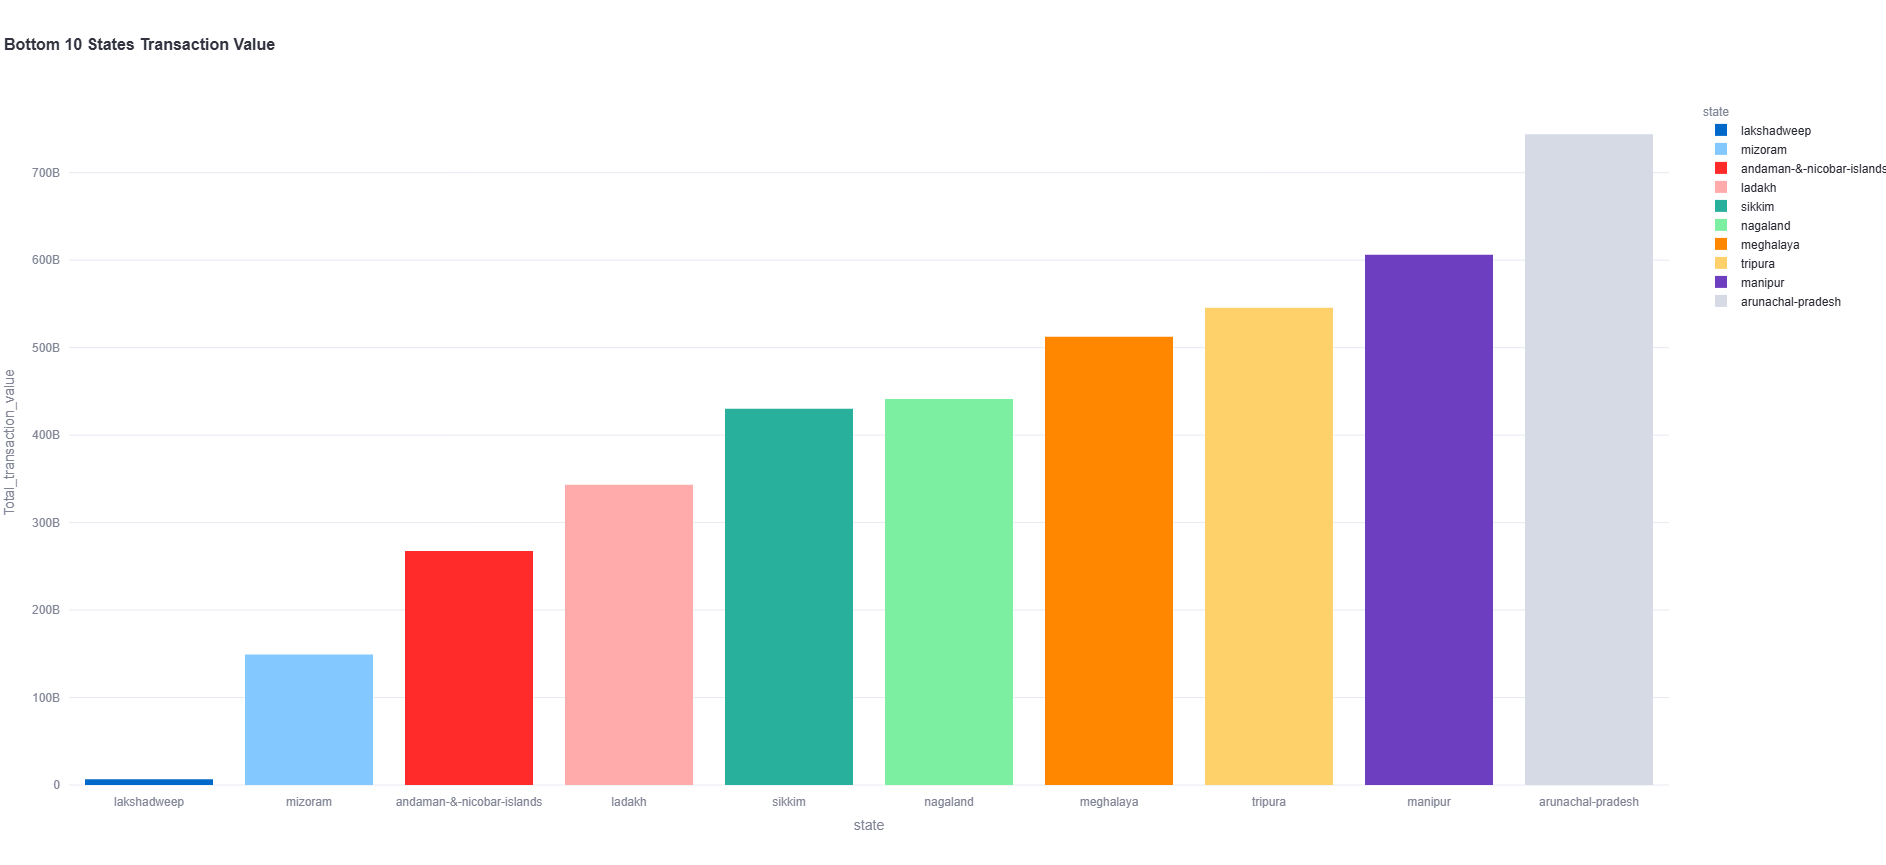 Bottom 10 States Transaction Value
state
lakshadweep
mizoram
andaman-&-nicobar-islands
ladakh
sikkim
nagaland
meghalaya
tripura
manipur
arunachal-pradesh
Total_transaction_value
700B
600B
500B
400B
300B
200B
100B
0
lakshadweep mizoram andaman-&-nicobar-islands ladakh sikkim nagaland meghalaya tripura manipur arunachal-pradesh
state